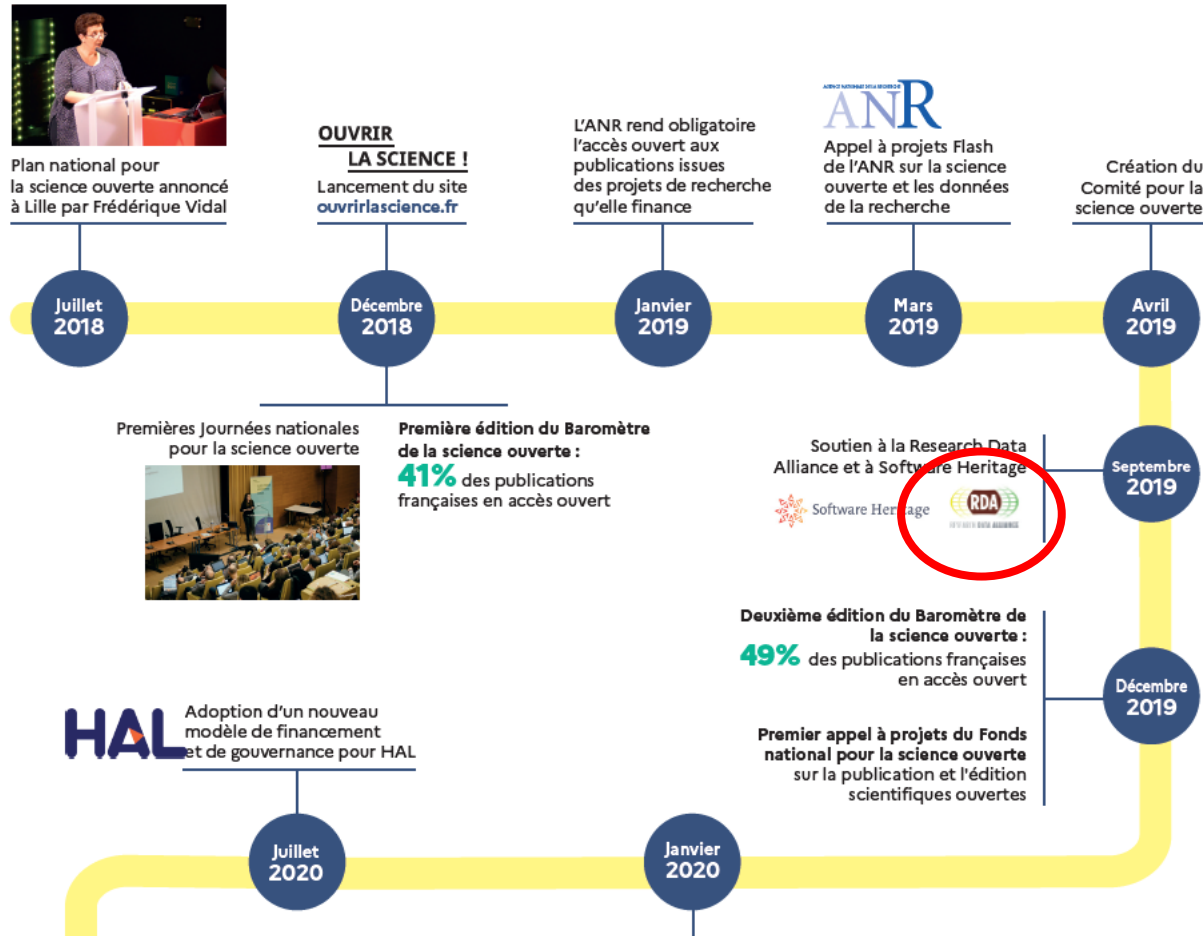 Plan national pour
la science ouverte annoncé
à Lille par Frédérique Vidal
OUVRIR
LA SCIENCE !
Lancement du site
ouvrirlascience.fr
L'ANR rend obligatoire
l'accès ouvert aux
publications issues
des projets de recherche
qu'elle finance
AGENCE NATIONALE DE LA RECHERCHE
ANR
Appel à projets Flash
de l'ANR sur la science
ouverte et les données
de la recherche
Création du
Comité pour la
science ouverte
Juillet
2018
Décembre
2018
Janvier
2019
Mars
2019
Avril
2019
Premières Journées nationales
pour la science ouverte
Première édition du Baromètre
de la science ouverte :
41% des publications
françaises en accès ouvert
Soutien à la Research Data
Alliance et à Software Heritage
Software Heritage
RDA
RESEARCH DATA ALLIANCE
Septembre
2019
Deuxième édition du Baromètre de
la science ouverte :
49% des publications françaises
en accès ouvert
Premier appel à projets du Fonds
national pour la science ouverte
sur la publication et l'édition
scientifiques ouvertes
Décembre
2019
HAL
Adoption d'un nouveau
modèle de financement
et de gouvernance pour HAL
Juillet
2020
Janvier
2020